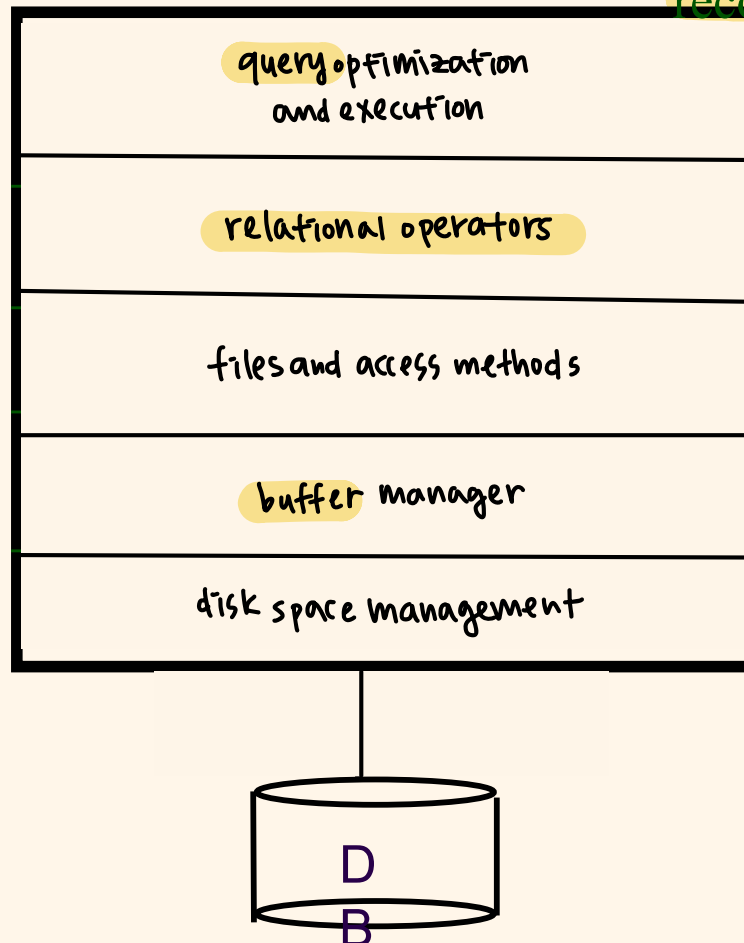 query optimization
and execution
relational operators
files and access methods
buffer manager
disk space management
D
B